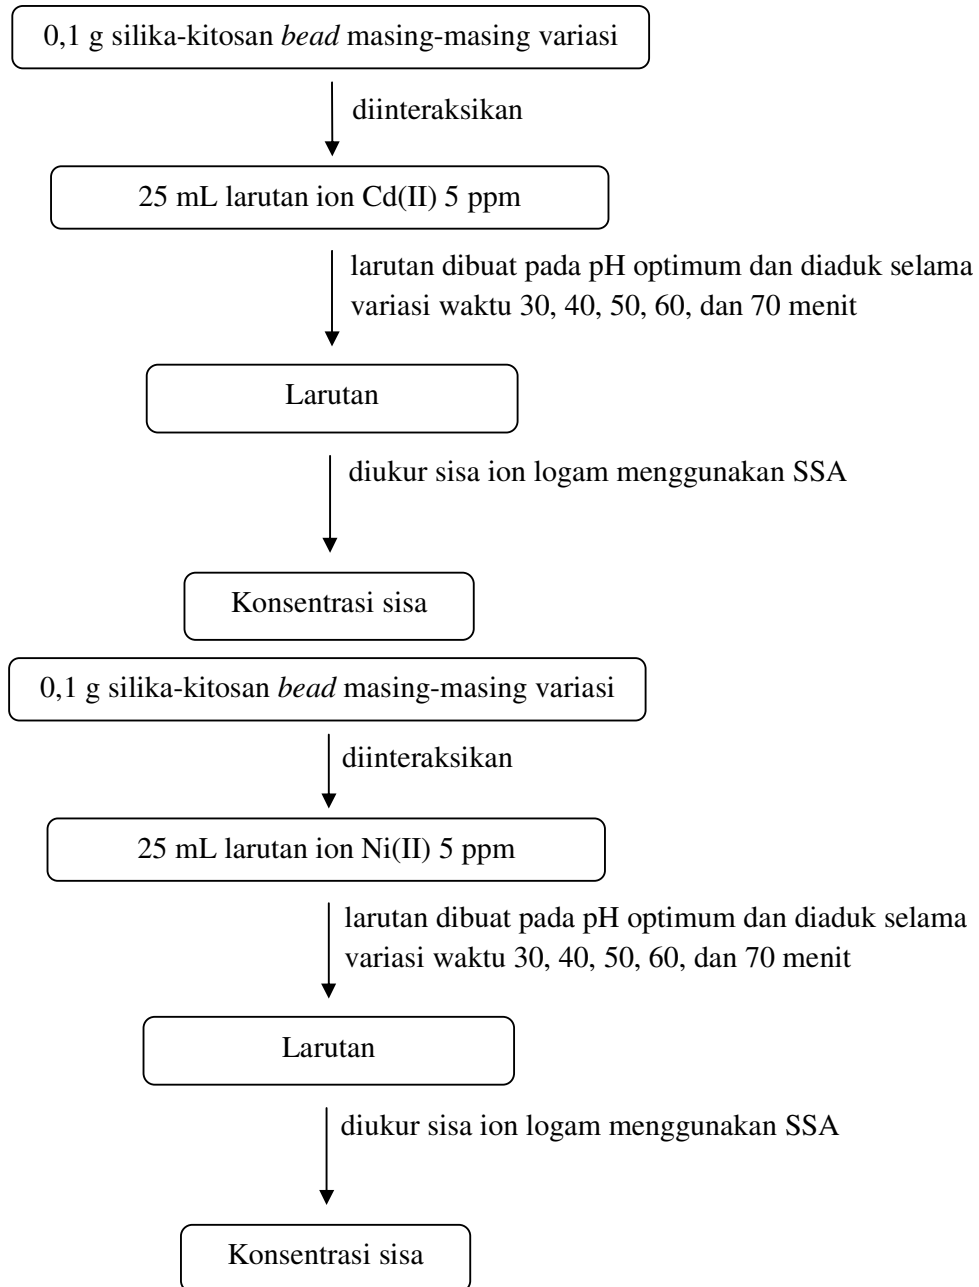 0,1 g silika-kitosan bead masing-masing variasi
diinteraksikan
25 mL larutan ion Cd(II) 5 ppm
larutan dibuat pada pH optimum dan diaduk selama
variasi waktu 30, 40, 50, 60, dan 70 menit
Larutan
diukur sisa ion logam menggunakan SSA
Konsentrasi sisa
0,1 g silika-kitosan bead masing-masing variasi
diinteraksikan
25 mL larutan ion Ni(II) 5 ppm
larutan dibuat pada pH optimum dan diaduk selama
variasi waktu 30, 40, 50, 60, dan 70 menit
Larutan
diukur sisa ion logam menggunakan SSA
Konsentrasi sisa